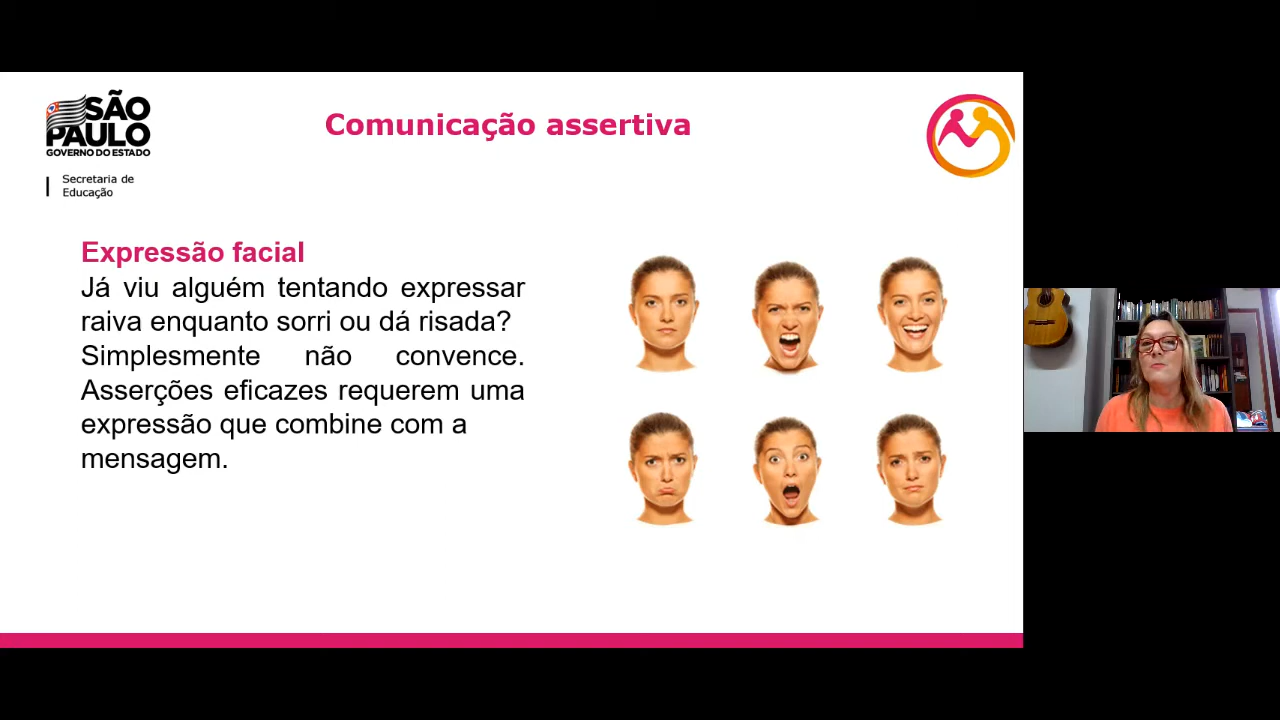 SÃO
PAULO
GOVERNO DO ESTADO
Secretaria de
Educação
Comunicação assertiva
Expressão facial
Já viu alguém tentando expressar
raiva enquanto sorri ou dá risada?
Simplesmente não convence.
Asserções eficazes requerem uma
expressão que combine com a
mensagem.